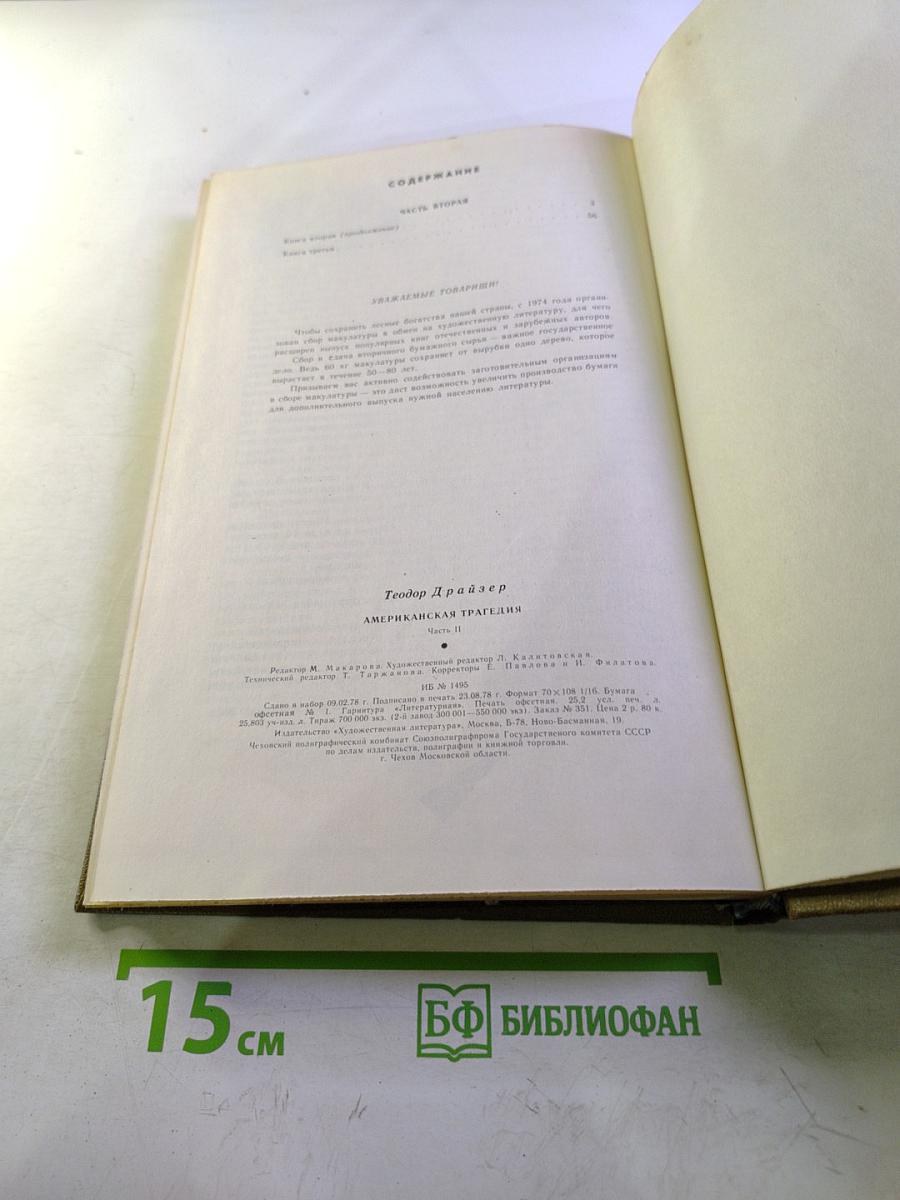 СОДЕРЖАНИЕ
ЧАСТЬ ВТОРАЯ
Книга вторая (продолжение) 3
Книга третья 56
УВАЖАЕМЫЕ ТОВАРИЩИ!
Чтобы сохранить лесные богатства нашей страны, с 1974 года органи-
зован сбор макулатуры в обмен на художественную литературу, для чего
расширен выпуск популярных книг отечественных и зарубежных авторов.
Сбор и сдача вторичного бумажного сырья — важное государственное
дело. Ведь 60 кг макулатуры сохраняет от вырубки одно дерево, которое
вырастает в течение 50—80 лет.
Призываем вас активно содействовать заготовительным организациям
в сборе макулатуры — это даст возможность увеличить производство бумаги
для дополнительного выпуска нужной населению литературы.
Теодор Драйзер
АМЕРИКАНСКАЯ ТРАГЕДИЯ
Часть II
Редактор М. Макарова. Художественный редактор Л. Калитовская.
Технический редактор Т. Таржанова. Корректоры Е. Павлова и И. Филатова.
ИБ № 1495
Сдано в набор 09.02.78 г. Подписано в печать 23.08.78 г. Формат 70×108 1/16. Бумага
офсетная № 1. Гарнитура «Литературная». Печать офсетная. 25,2 усл. печ. л.
25,803 уч-изд. л. Тираж 700 000 экз. (2-й завод 300 001—550 000 экз). Заказ № 351. Цена 2 р. 80 к.
Издательство «Художественная литература», Москва, Б-78, Ново-Басманная, 19.
Чеховский полиграфический комбинат Союзполиграфпрома Государственого комитета СССР
по делам издательств, полиграфии и книжной торговли.
г. Чехов Московской области.
15 см
БФ БИБЛИОФАН